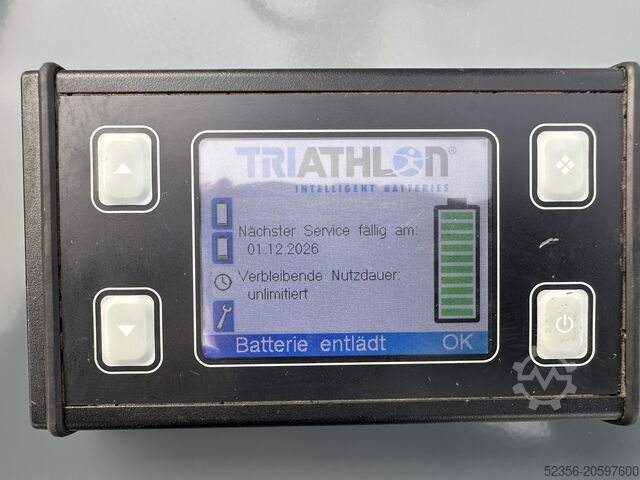 TRIATHLON®
INTELLIGENT BATTERIES
Nächster Service fällig am:
01.12.2026
Verbleibende Nutzdauer:
unlimitiert
Batterie entlädt OK
52356-20597600